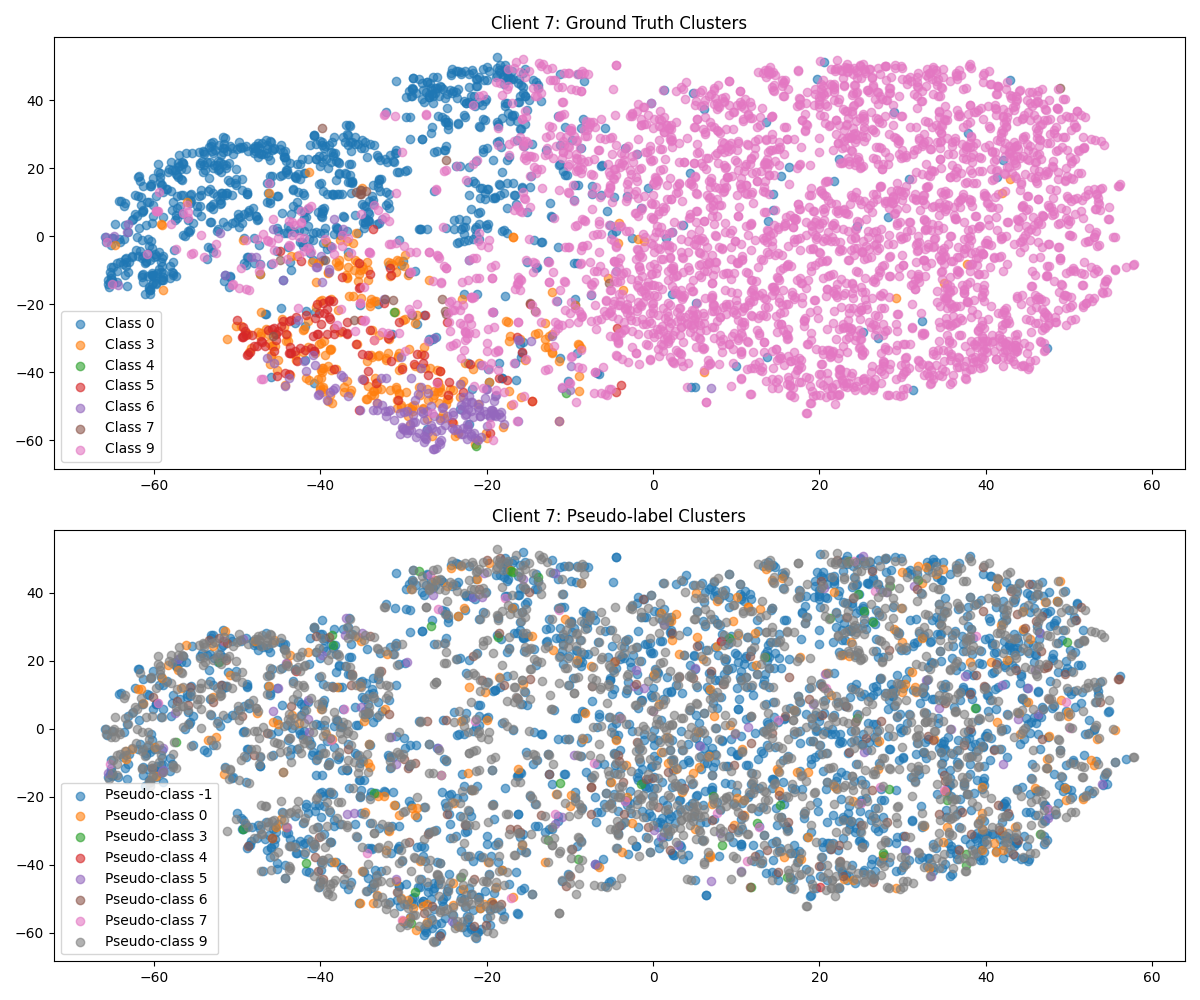 Client 7: Ground Truth Clusters
40
20
0
−20
−40
−60
Class 0
Class 3
Class 4
Class 5
Class 6
Class 7
Class 9
−60 −40 −20 0 20 40 60
Client 7: Pseudo-label Clusters
40
20
0
−20
−40
−60
Pseudo-class -1
Pseudo-class 0
Pseudo-class 3
Pseudo-class 4
Pseudo-class 5
Pseudo-class 6
Pseudo-class 7
Pseudo-class 9
−60 −40 −20 0 20 40 60